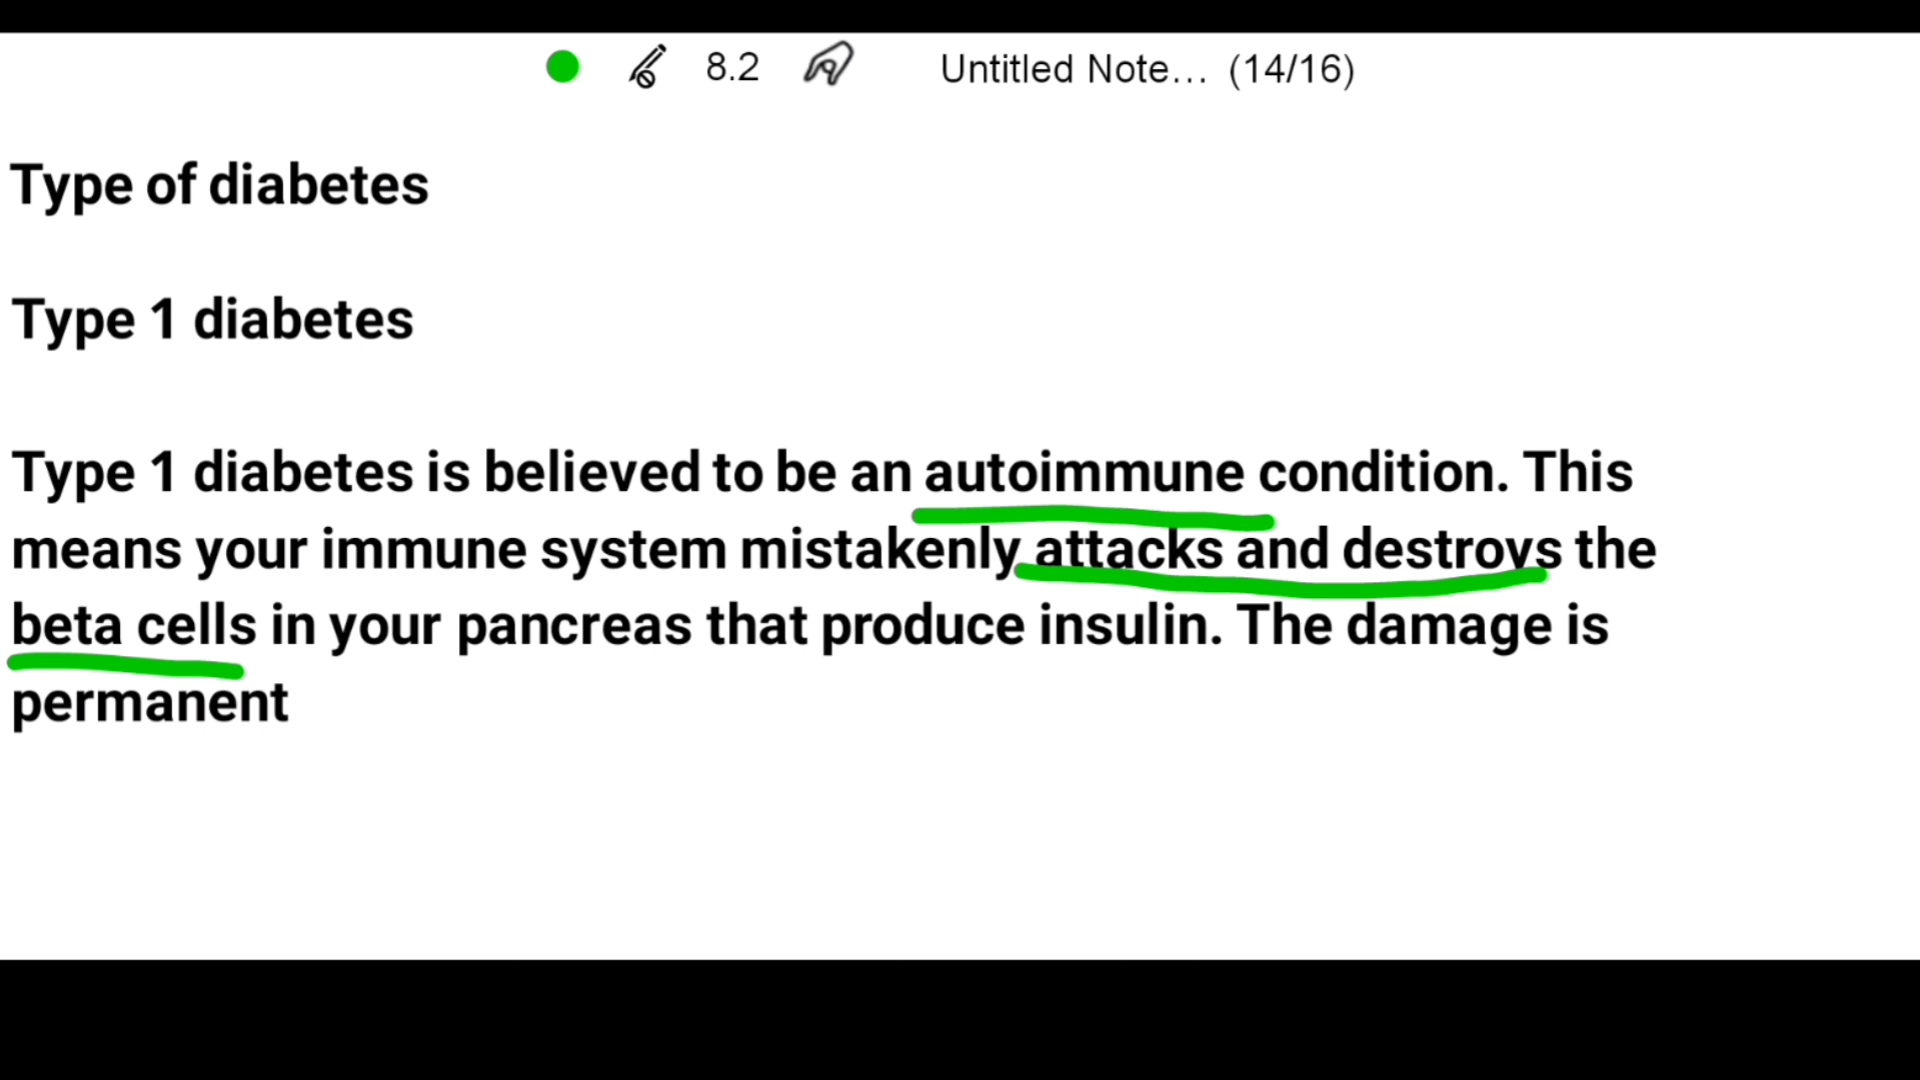 8.2 Untitled Note... (14/16)
Type of diabetes
Type 1 diabetes
Type 1 diabetes is believed to be an autoimmune condition. This
means your immune system mistakenly attacks and destroys the
beta cells in your pancreas that produce insulin. The damage is
permanent